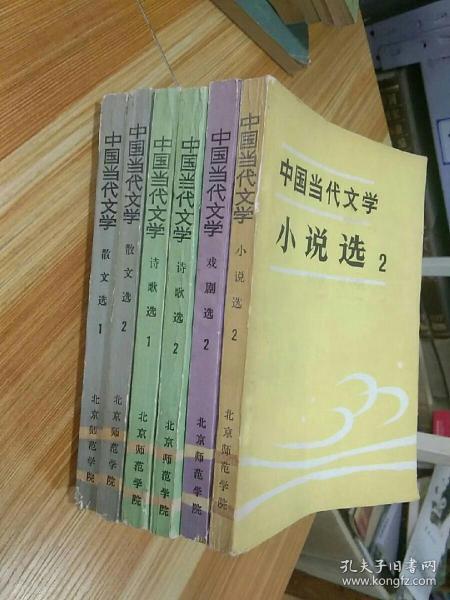 中国当代文学
散文选 1
北京师范学院
中国当代文学
散文选 2
北京师范学院
中国当代文学
诗歌选 1
北京师范学院
中国当代文学
诗歌选 2
北京师范学院
中国当代文学
戏剧选 2
北京师范学院
中国当代文学
小说选 2
北京师范学院
中国当代文学
小说选 2
孔夫子旧书网
www.kongfz.com